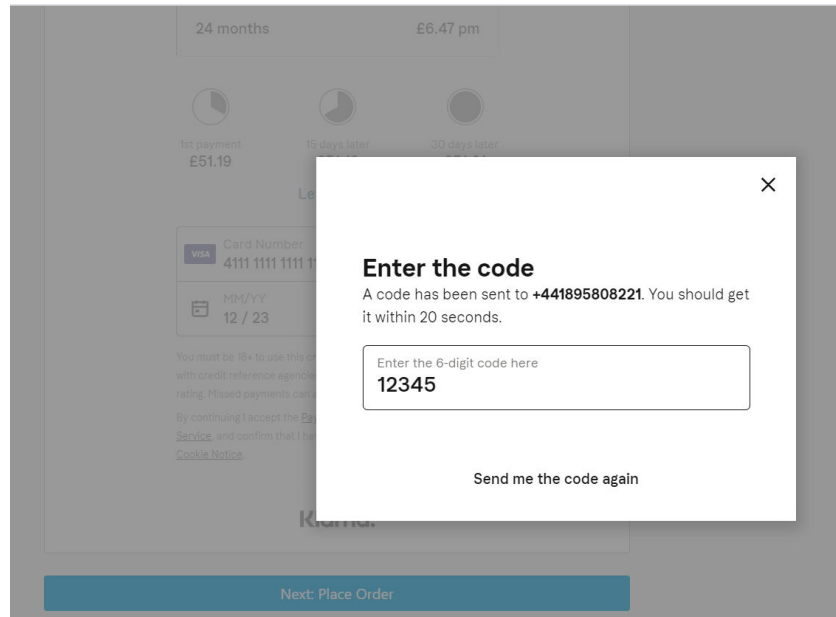 24 months £6.47 pm
1st payment 15 days later 30 days later
£51.19
Le
VISA Card Number
4111 1111 1111 1
MM/YY
12 / 23
You must be 18+ to use this
with credit reference agencies
rating. Missed payments can
By continuing I accept the
Service, and confirm that I
Cookie Notice.
Klarna.
Next: Place Order
Enter the code
A code has been sent to +441895808221. You should get
it within 20 seconds.
Enter the 6-digit code here
12345
Send me the code again